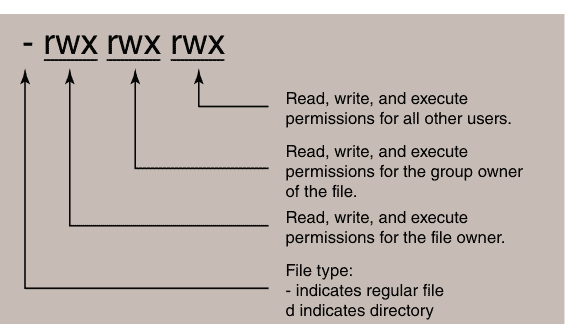 - rwx rwx rwx
Read, write, and execute
permissions for all other users.
Read, write, and execute
permissions for the group owner
of the file.
Read, write, and execute
permissions for the file owner.
File type:
- indicates regular file
d indicates directory